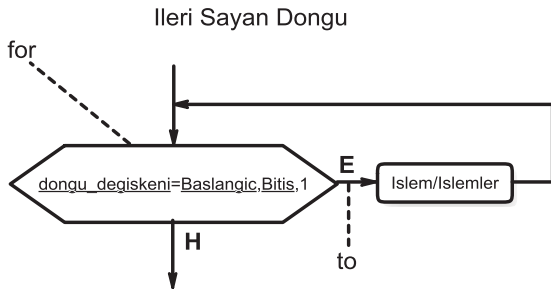 Ileri Sayan Dongu
for
dongu_degiskeni=Baslangic,Bitis,1
E
Islem/Islemler
H
to